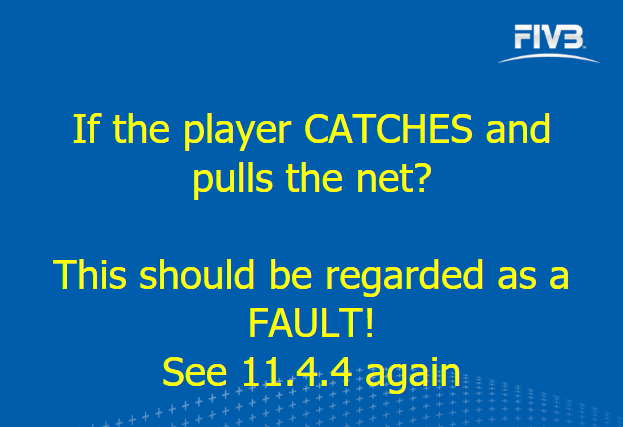 FIVB
If the player CATCHES and
pulls the net?
This should be regarded as a
FAULT!
See 11.4.4 again